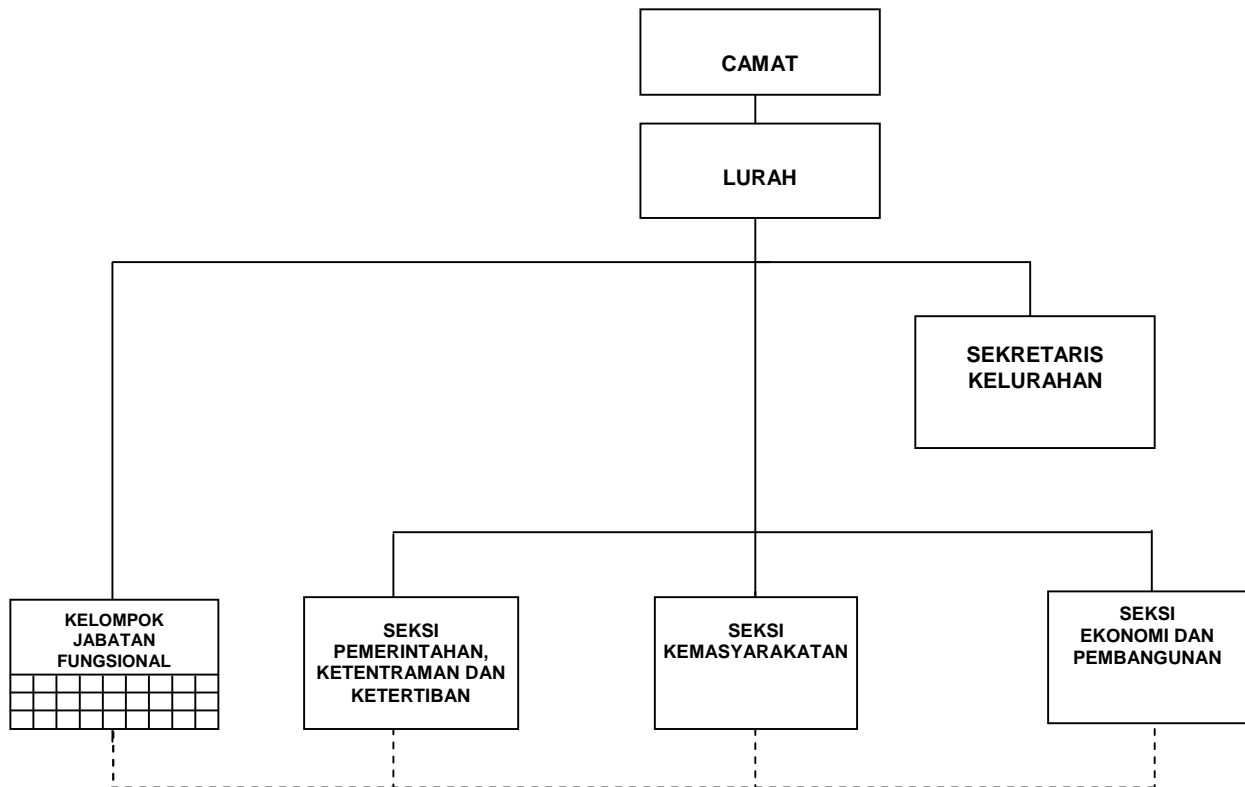 CAMAT
LURAH
SEKRETARIS
KELURAHAN
KELOMPOK
JABATAN
FUNGSIONAL
SEKSI
PEMERINTAHAN,
KETENTRAMAN DAN
KETERTIBAN
SEKSI
KEMASYARAKATAN
SEKSI
EKONOMI DAN
PEMBANGUNAN